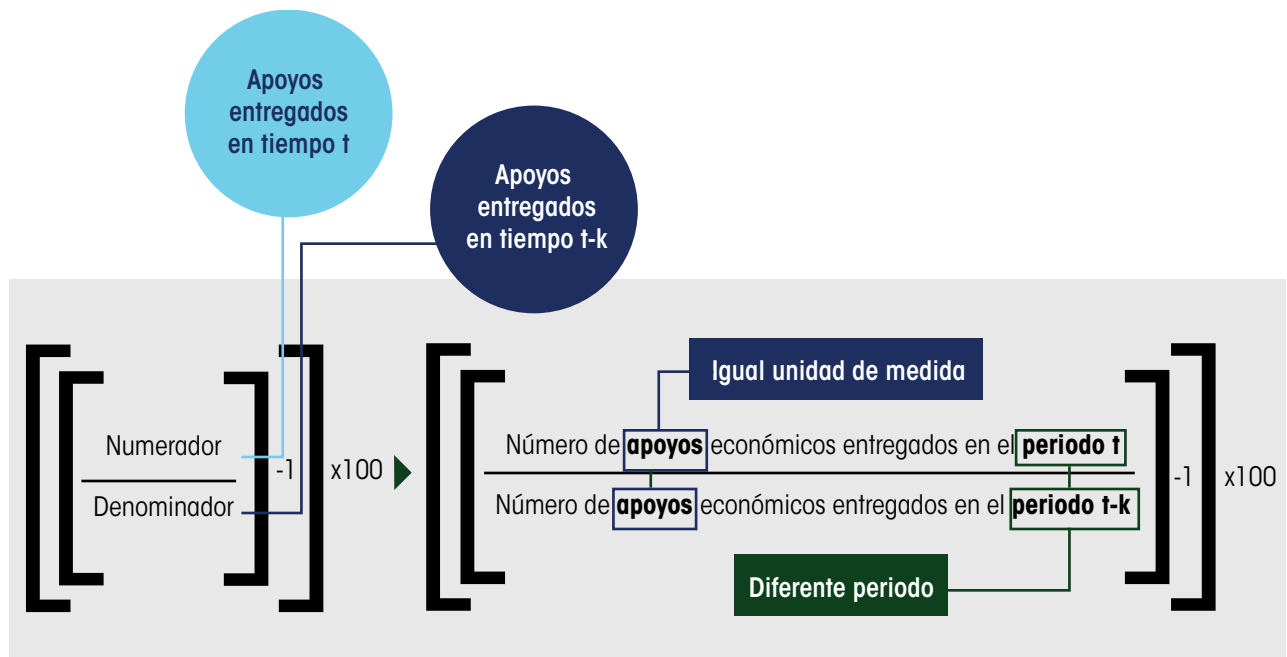 Apoyos
entregados
en tiempo t
Apoyos
entregados
en tiempo t-k
Numerador
Denominador
-1
x100
Igual unidad de medida
Número de apoyos económicos entregados en el periodo t
Número de apoyos económicos entregados en el periodo t-k
-1
x100
Diferente periodo